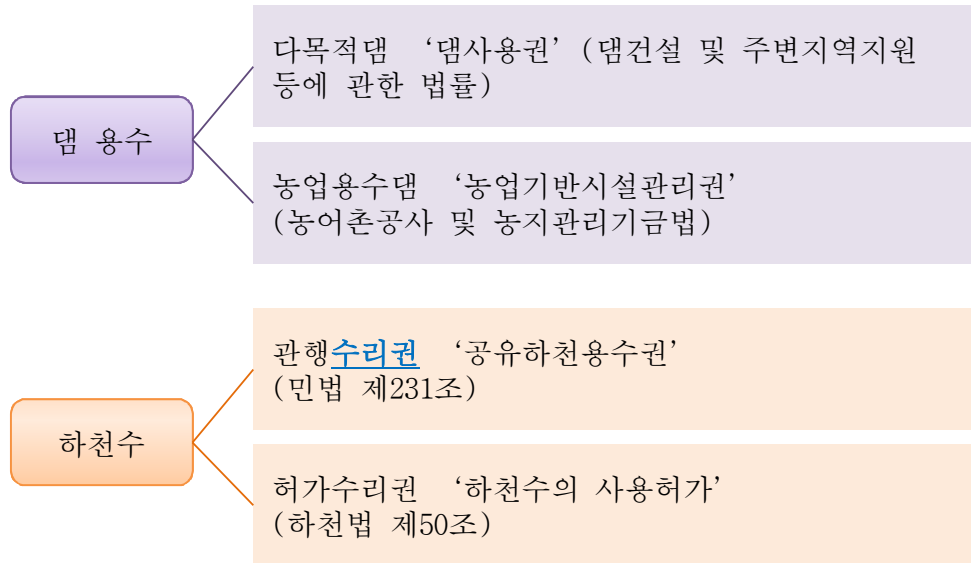 댐 용수
다목적댐 ‘댐사용권’(댐건설 및 주변지역지원
등에 관한 법률)
농업용수댐 ‘농업기반시설관리권’
(농어촌공사 및 농지관리기금법)
하천수
관행수리권 ‘공유하천용수권’
(민법 제231조)
허가수리권 ‘하천수의 사용허가’
(하천법 제50조)